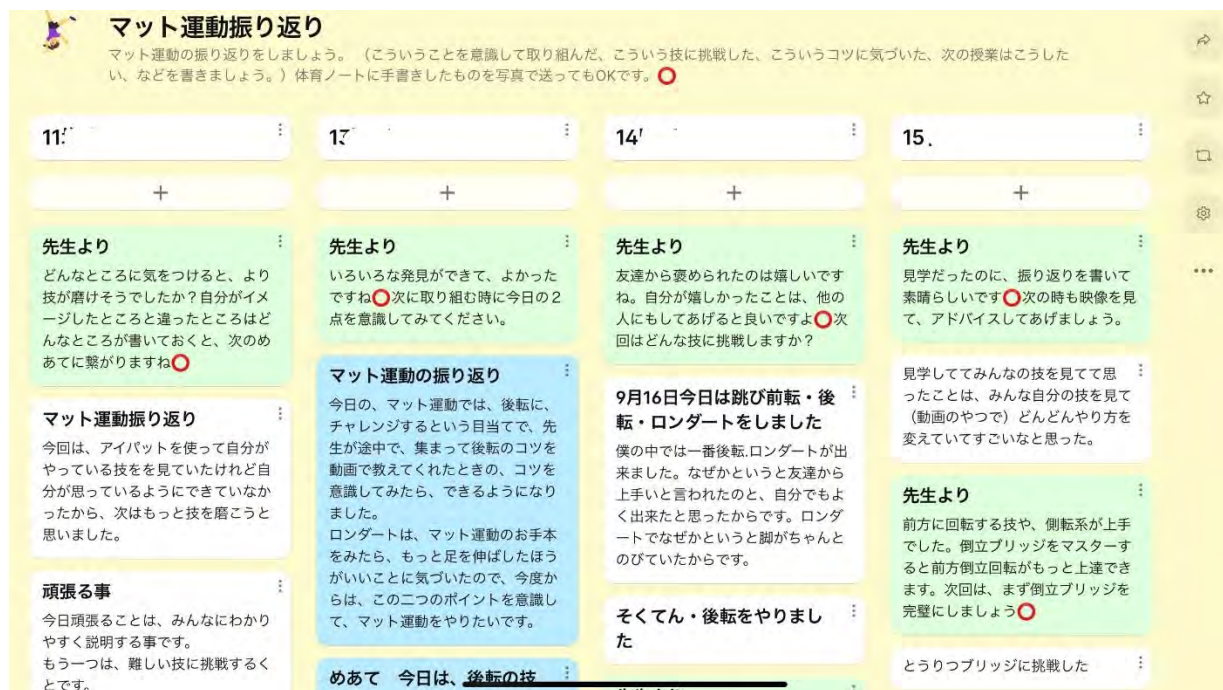 マット運動振り返り
マット運動の振り返りをしましょう。（こういうことを意識して取り組んだ、こういう技に挑戦した、こういうコツに気づいた、次の授業はこうした
い、などを書きましょう。）体育ノートに手書きしたものを写真で送ってもOKです。⭕
11
+
先生より
どんなところに気をつけると、より
技が磨けそうでしたか？自分がイメ
ージしたところと違ったところはど
んなところが書いておくと、次のめ
あてに繋がりますね⭕
マット運動振り返り
今回は、アイパットを使って自分が
やっている技をを見ていたけれど自
分が思っているようにできていなか
ったから、次はもっと技を磨こうと
思いました。
頑張る事
今日頑張ることは、みんなにわかり
やすく説明する事です。
もう一つは、難しい技に挑戦するく
とです。
13
+
先生より
いろいろな発見ができて、よかった
ですね⭕次に取り組む時に今日の２
点を意識してみてください。
マット運動の振り返り
今日の、マット運動では、後転に、
チャレンジするという目当てで、先
生が途中で、集まって後転のコツを
動画で教えてくれたときの、コツを
意識してみたら、できるようになり
ました。
ロンダートは、マット運動のお手本
をみたら、もっと足を伸ばしたほう
がいいことに気づいたので、今度か
らは、この二つのポイントを意識し
て、マット運動をやりたいです。
めあて　今日は、後転の技
14
+
先生より
友達から褒められたのは嬉しいです
ね。自分が嬉しかったことは、他の
人にもしてあげると良いですよ⭕次
回はどんな技に挑戦しますか？
9月16日今日は跳び前転・後
転・ロンダートをしました
僕の中では一番後転.ロンダートが出
来ました。なぜかというと友達から
上手いと言われたのと、自分でもよ
く出来たと思ったからです。ロンダ
ートでなぜかというと脚がちゃんと
のびていたからです。
そくてん・後転をやりまし
た
15
+
先生より
見学だったのに、振り返りを書いて
素晴らしいです⭕次の時も映像を見
て、アドバイスしてあげましょう。
見学しててみんなの技を見てて思
ったことは、みんな自分の技を見て
（動画のやつで）どんどんやり方を
変えていてすごいなと思った。
先生より
前方に回転する技や、側転系が上手
でした。倒立ブリッジをマスターす
ると前方倒立回転がもっと上達でき
ます。次回は、まず倒立ブリッジを
完璧にしましょう⭕
とうりつブリッジに挑戦した